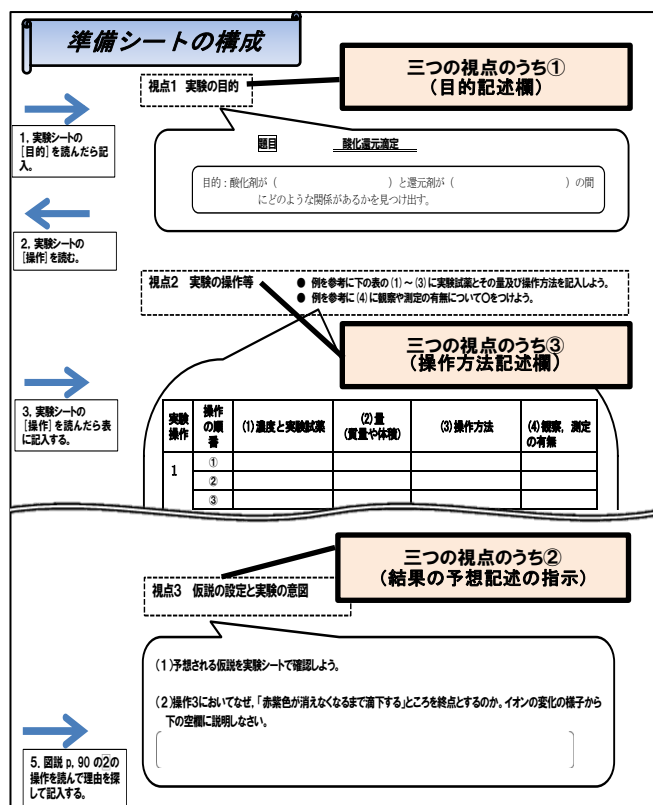 準備シートの構成
三つの視点のうち①
(目的記述欄)
視点1 実験の目的
1．実験シートの
[目的]を読んだら記
入。
題目 酸化還元滴定
目的：酸化剤が（ ）と還元剤が（ ）の間
にどのような関係があるかを見つけ出す。
2．実験シートの
[操作]を読む。
視点2 実験の操作等
● 例を参考に下の表の(1)～(3)に実験試薬とその量及び操作方法を記入しよう。
● 例を参考に(4)に観察や測定の有無について〇をつけよう。
三つの視点のうち③
(操作方法記述欄)
3．実験シートの
[操作]を読んだら表
に記入する。
実験操作 操作の順番 (1)濃度と実験試薬 (2)量(質量や体積) (3)操作方法 (4)観察，測定の有無
1 ①
②
③
三つの視点のうち②
(結果の予想記述の指示)
視点3 仮説の設定と実験の意図
(1)予想される仮説を実験シートで確認しよう。
(2)操作3においてなぜ，「赤紫色が消えなくなるまで滴下する」ところを終点とするのか。イオンの変化の様子から
下の空欄に説明しなさい。
5．図説 p．90 の2の
操作を読んで理由を探
して記入する。